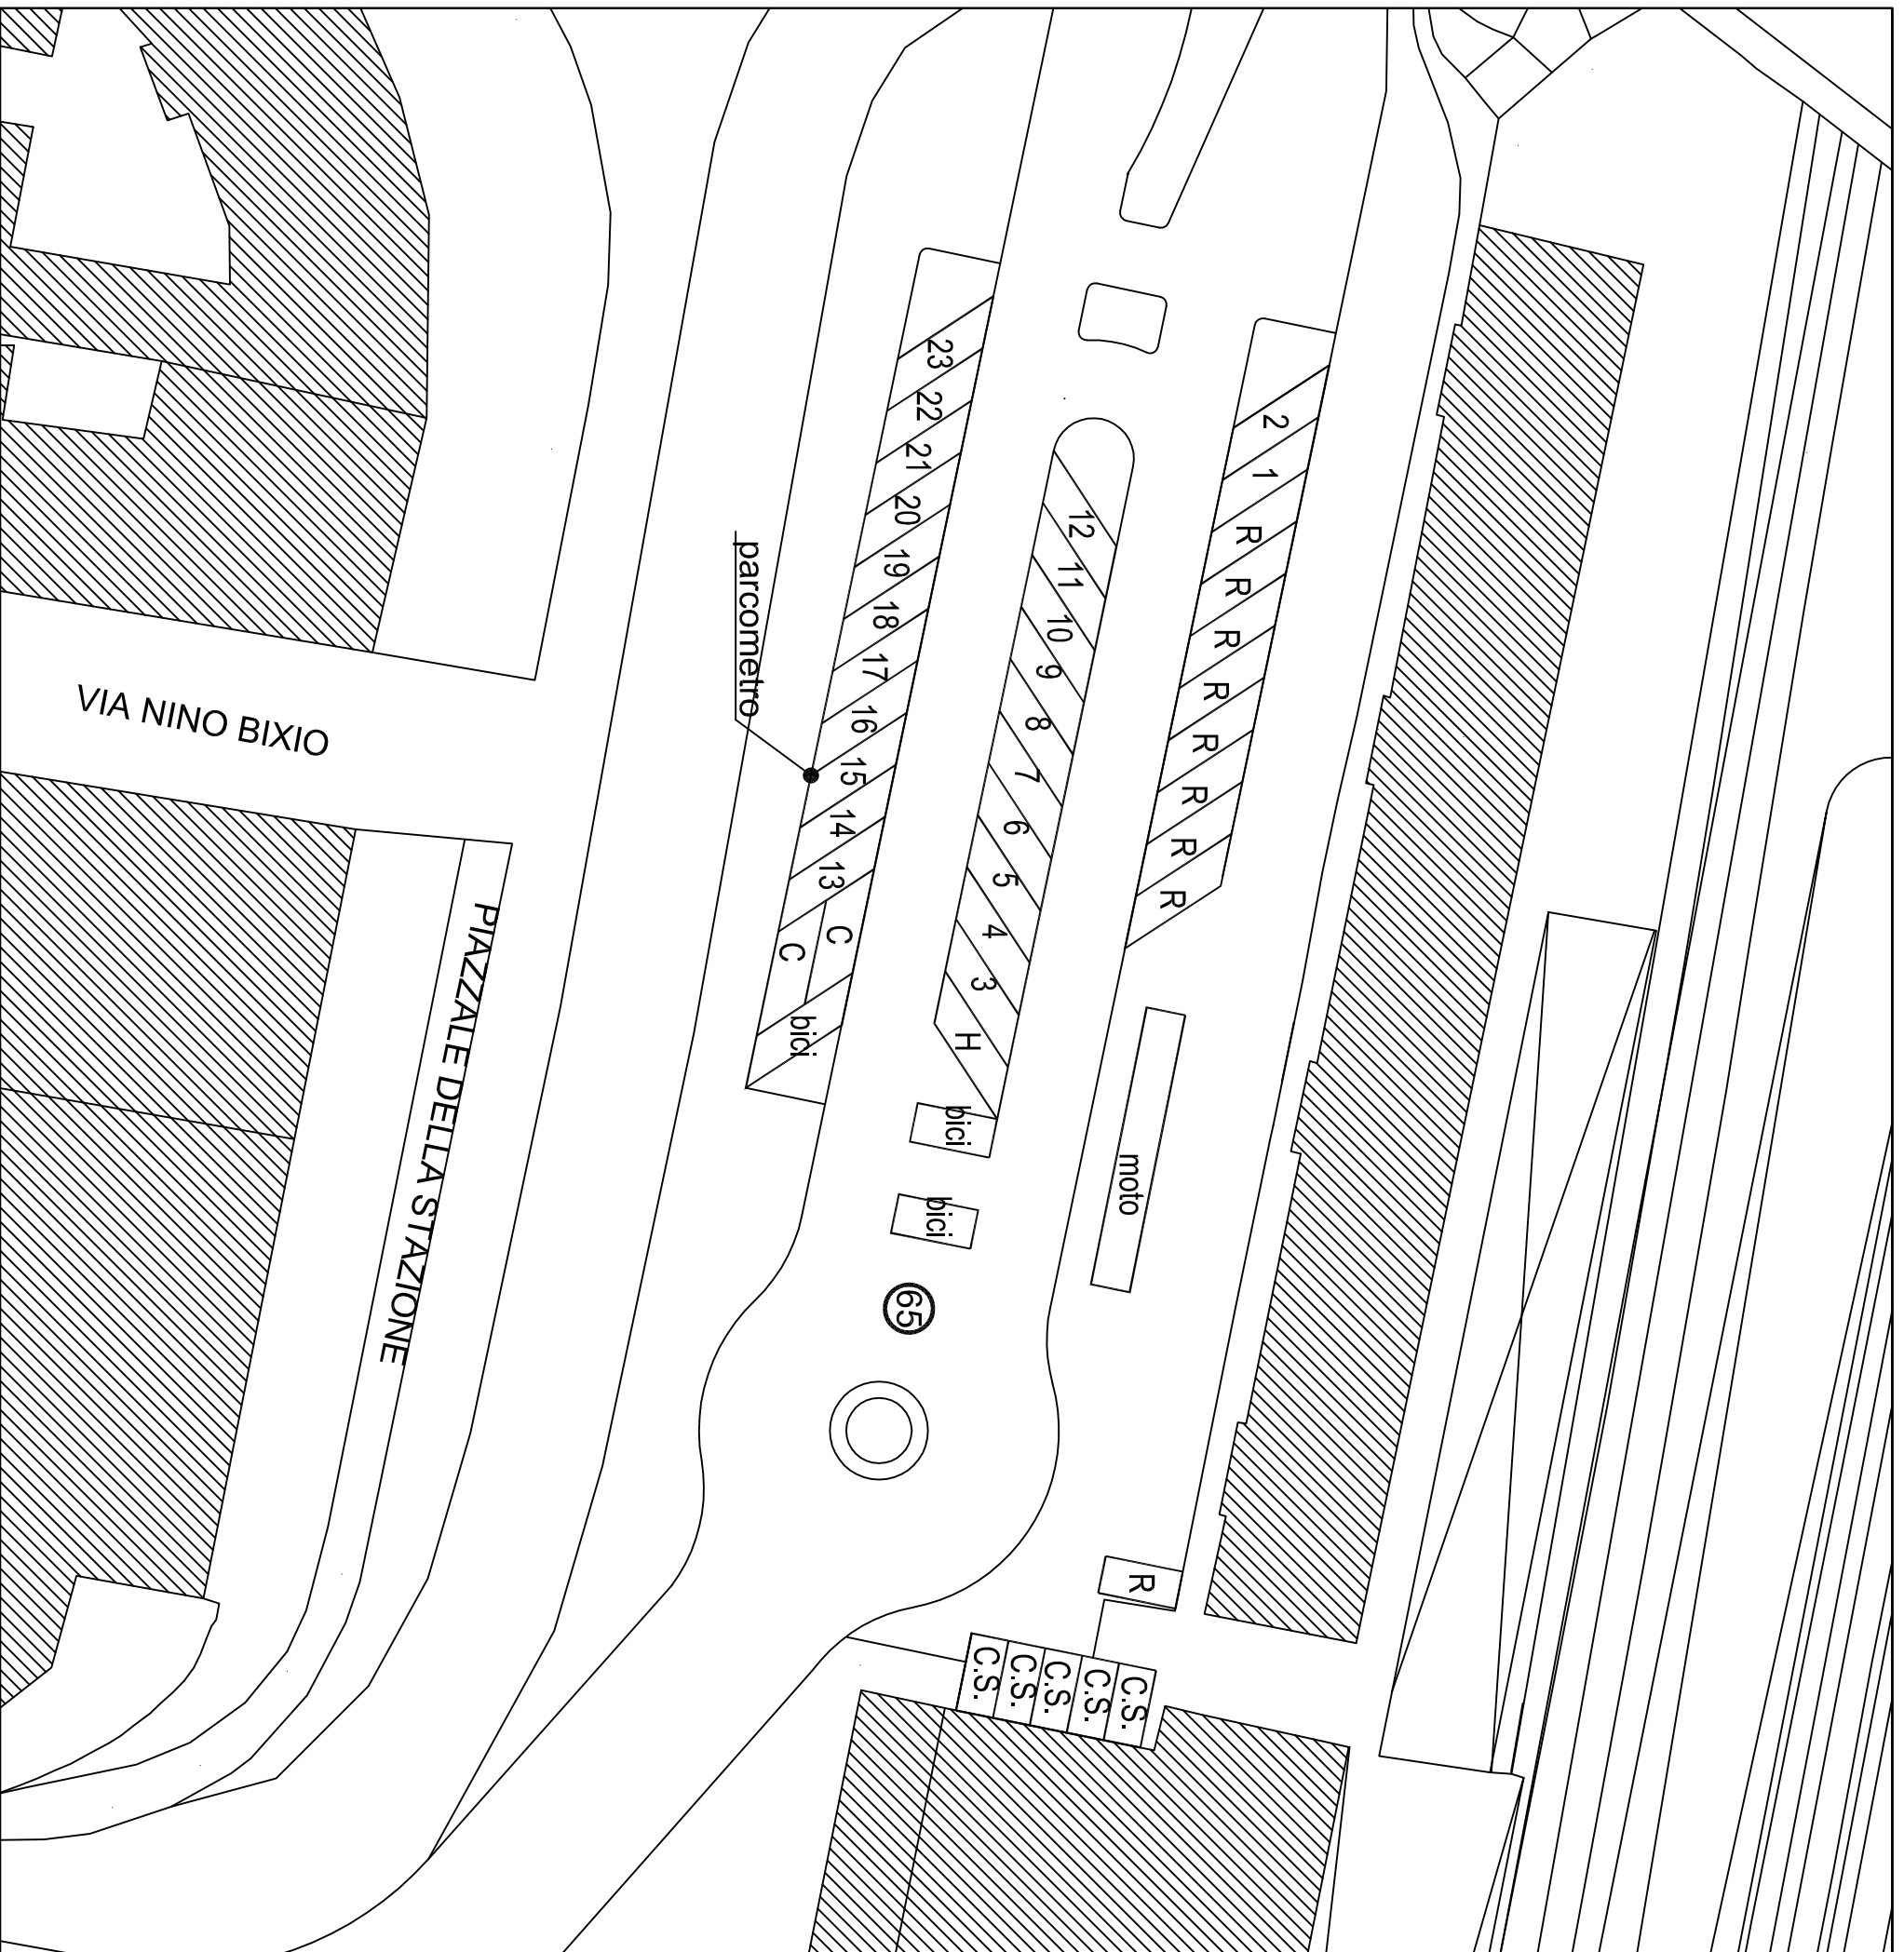 23
22
21
20
19
18
17
16
15
14
13
C
C
bici
parcometro
12
11
10
9
8
7
6
5
4
3
H
bici
bici
65
2
1
R
R
R
R
R
R
R
R
moto
R
C.S.
C.S.
C.S.
C.S.
C.S.
VIA NINO BIXIO
PIAZZALE DELLA STAZIONE